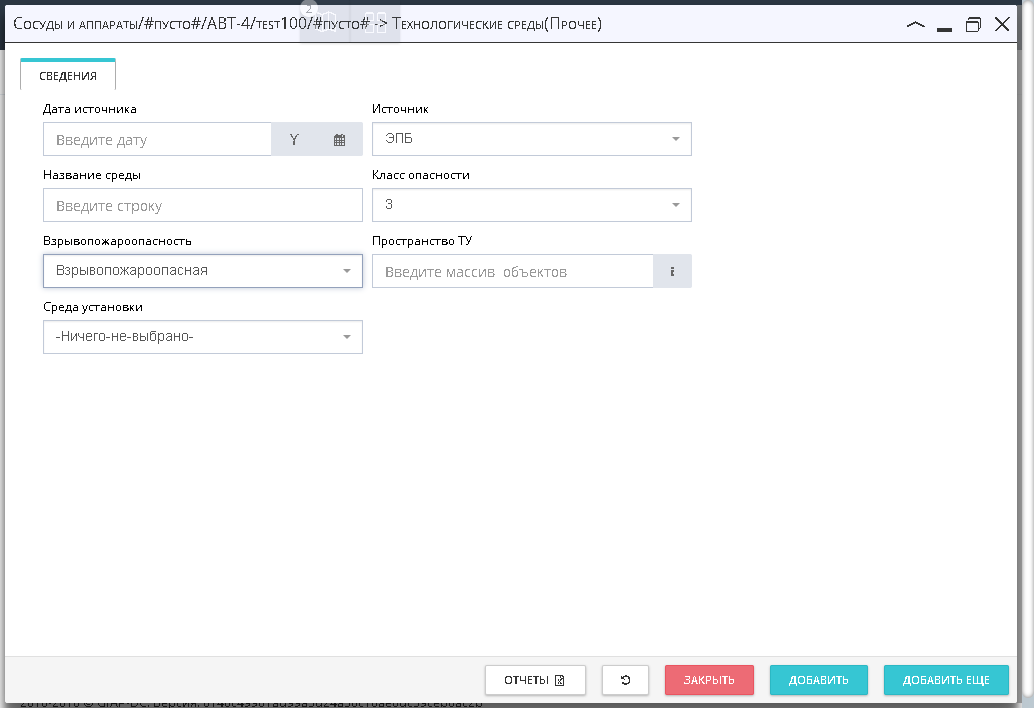 Сосуды и аппараты/#пусто#/АВТ-4/test100/#пусто# -> Технологические среды(Прочее)
2
СВЕДЕНИЯ
Дата источника Источник
Введите дату Y ЭПБ
Название среды Класс опасности
Введите строку 3
Взрывопожароопасность Пространство ТУ
Взрывопожароопасная Введите массив объектов i
Среда установки
-Ничего-не-выбрано-
ОТЧЕТЫ ЗАКРЫТЬ ДОБАВИТЬ ДОБАВИТЬ ЕЩЕ